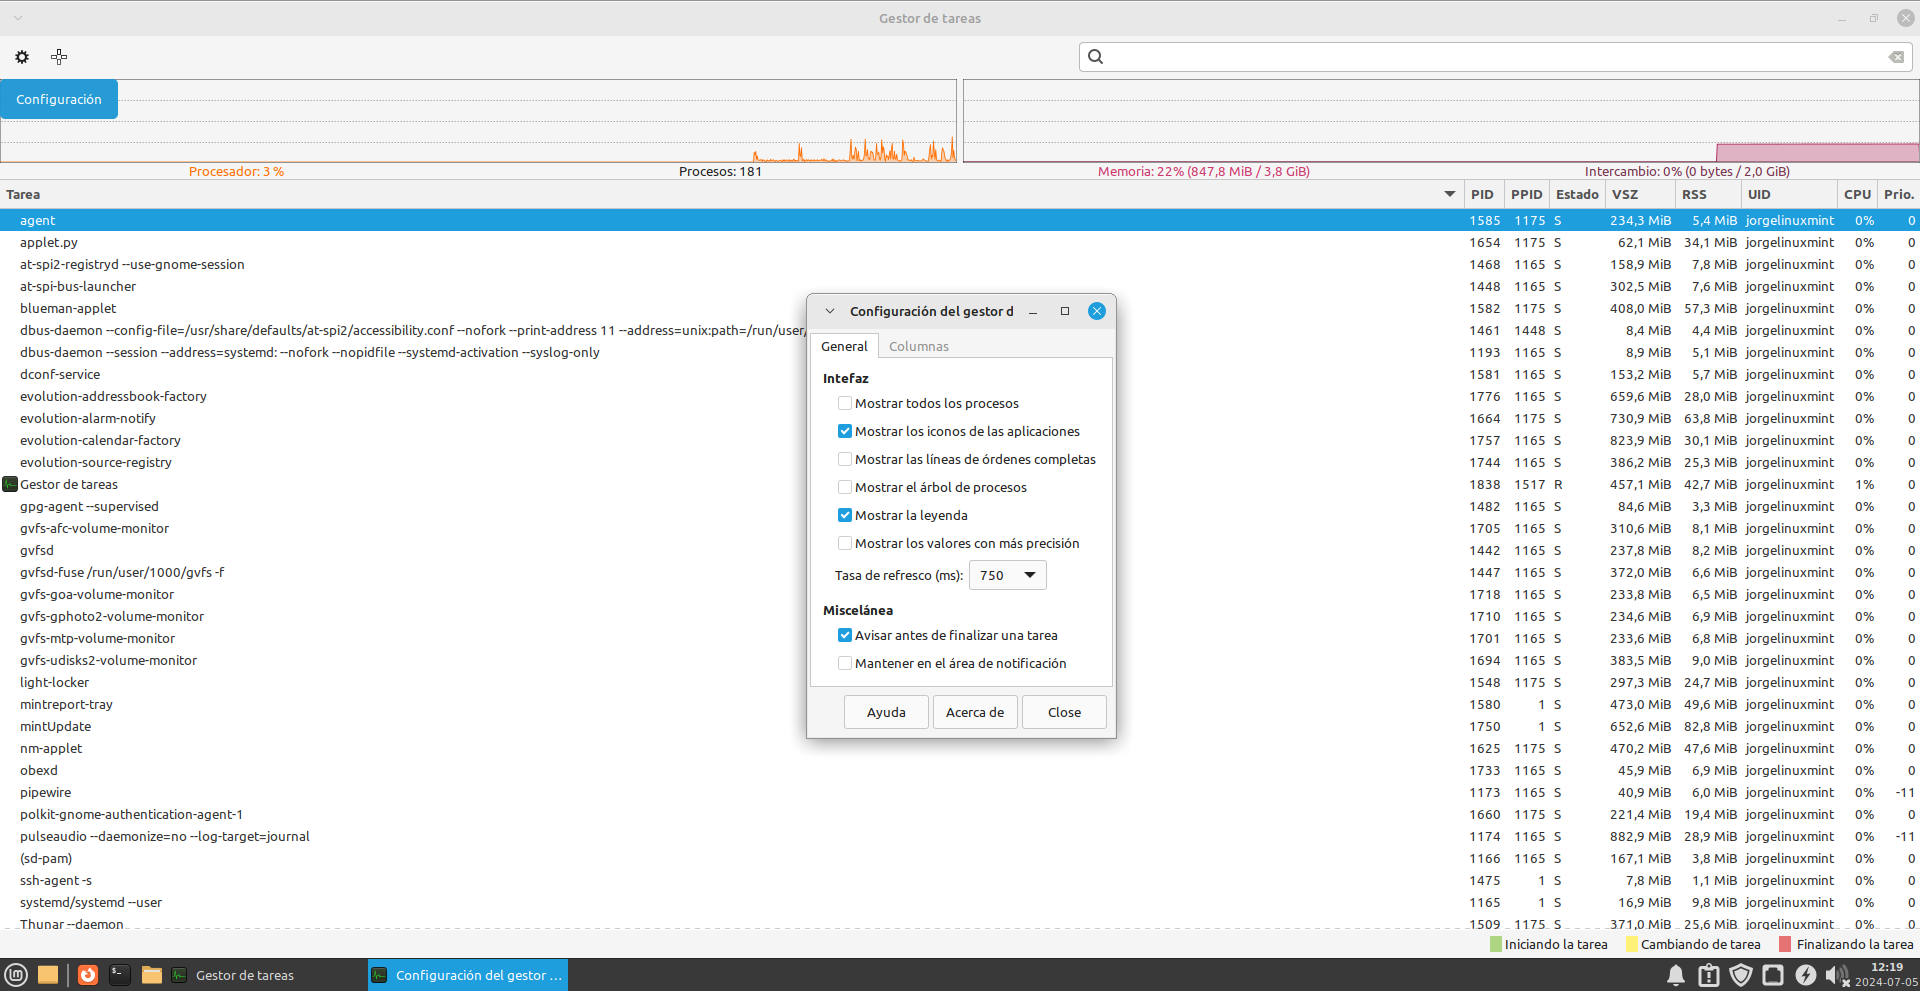 Gestor de tareas
Configuración
Procesador: 3 %
Procesos: 181
Memoria: 22% (847,8 MiB / 3,8 GiB)
Intercambio: 0% (0 bytes / 2,0 GiB)
Tarea PID PPID Estado VSZ RSS UID CPU Prio.
agent 1585 1175 S 234,3 MiB 5,4 MiB jorgelinuxmint 0% 0
applet.py 1654 1175 S 62,1 MiB 34,1 MiB jorgelinuxmint 0% 0
at-spi2-registryd --use-gnome-session 1468 1165 S 158,9 MiB 7,8 MiB jorgelinuxmint 0% 0
at-spi-bus-launcher 1448 1165 S 302,5 MiB 7,6 MiB jorgelinuxmint 0% 0
blueman-applet 1582 1175 S 408,0 MiB 57,3 MiB jorgelinuxmint 0% 0
dbus-daemon --config-file=/usr/share/defaults/at-spi2/accessibility.conf --nofork --print-address 11 --address=unix:path=/run/user/ 1461 1448 S 8,4 MiB 4,4 MiB jorgelinuxmint 0% 0
dbus-daemon --session --address=systemd: --nofork --nopidfile --systemd-activation --syslog-only 1193 1165 S 8,9 MiB 5,1 MiB jorgelinuxmint 0% 0
dconf-service 1581 1165 S 153,2 MiB 5,7 MiB jorgelinuxmint 0% 0
evolution-addressbook-factory 1776 1165 S 659,6 MiB 28,0 MiB jorgelinuxmint 0% 0
evolution-alarm-notify 1664 1175 S 730,9 MiB 63,8 MiB jorgelinuxmint 0% 0
evolution-calendar-factory 1757 1165 S 823,9 MiB 30,1 MiB jorgelinuxmint 0% 0
evolution-source-registry 1744 1165 S 386,2 MiB 25,3 MiB jorgelinuxmint 0% 0
Gestor de tareas 1838 1517 R 457,1 MiB 42,7 MiB jorgelinuxmint 1% 0
gpg-agent --supervised 1482 1165 S 84,6 MiB 3,3 MiB jorgelinuxmint 0% 0
gvfs-afc-volume-monitor 1705 1165 S 310,6 MiB 8,1 MiB jorgelinuxmint 0% 0
gvfsd 1442 1165 S 237,8 MiB 8,2 MiB jorgelinuxmint 0% 0
gvfsd-fuse /run/user/1000/gvfs -f 1447 1165 S 372,0 MiB 6,6 MiB jorgelinuxmint 0% 0
gvfs-goa-volume-monitor 1718 1165 S 233,8 MiB 6,5 MiB jorgelinuxmint 0% 0
gvfs-gphoto2-volume-monitor 1710 1165 S 234,6 MiB 6,9 MiB jorgelinuxmint 0% 0
gvfs-mtp-volume-monitor 1701 1165 S 233,6 MiB 6,8 MiB jorgelinuxmint 0% 0
gvfs-udisks2-volume-monitor 1694 1165 S 383,5 MiB 9,0 MiB jorgelinuxmint 0% 0
light-locker 1548 1175 S 297,3 MiB 24,7 MiB jorgelinuxmint 0% 0
mintreport-tray 1580 1 S 473,0 MiB 49,6 MiB jorgelinuxmint 0% 0
mintUpdate 1750 1 S 652,6 MiB 82,8 MiB jorgelinuxmint 0% 0
nm-applet 1625 1175 S 470,2 MiB 47,6 MiB jorgelinuxmint 0% 0
obexd 1733 1165 S 45,9 MiB 6,9 MiB jorgelinuxmint 0% 0
pipewire 1173 1165 S 40,9 MiB 6,0 MiB jorgelinuxmint 0% -11
polkit-gnome-authentication-agent-1 1660 1175 S 221,4 MiB 19,4 MiB jorgelinuxmint 0% 0
pulseaudio --daemonize=no --log-target=journal 1174 1165 S 882,9 MiB 28,9 MiB jorgelinuxmint 0% -11
(sd-pam) 1166 1165 S 167,1 MiB 3,8 MiB jorgelinuxmint 0% 0
ssh-agent -s 1475 1 S 7,8 MiB 1,1 MiB jorgelinuxmint 0% 0
systemd/systemd --user 1165 1 S 16,9 MiB 9,8 MiB jorgelinuxmint 0% 0
Thunar --daemon 1509 1175 S 371,0 MiB 25,6 MiB jorgelinuxmint 0% 0
Configuración del gestor d
General Columnas
Intefaz
Mostrar todos los procesos
Mostrar los iconos de las aplicaciones
Mostrar las líneas de órdenes completas
Mostrar el árbol de procesos
Mostrar la leyenda
Mostrar los valores con más precisión
Tasa de refresco (ms): 750
Miscelánea
Avisar antes de finalizar una tarea
Mantener en el área de notificación
Ayuda Acerca de Close
Iniciando la tarea Cambiando de tarea Finalizando la tarea
Gestor de tareas
Configuración del gestor ...
12:19
2024-07-05